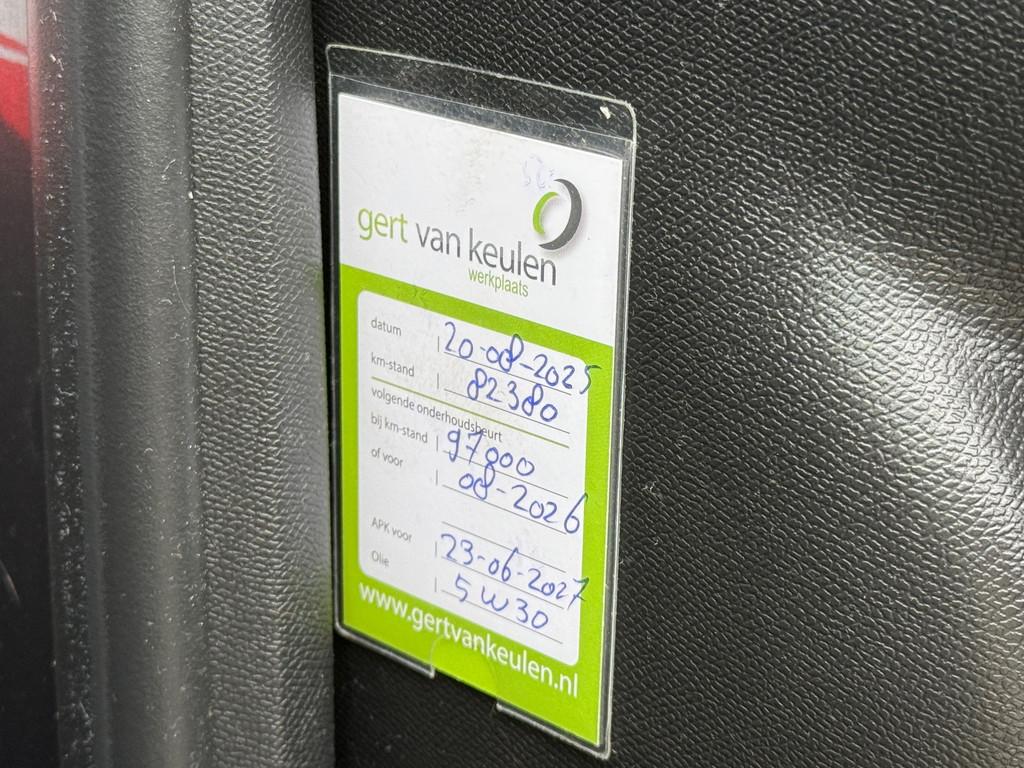 gert van keulen
werkplaats
datum 20-08-2025
km-stand 82380
volgende onderhoudsbeurt
bij km-stand 97000
of voor 08-2026
APK voor 23-06-2027
Olie 5W30
www.gertvankeulen.nl